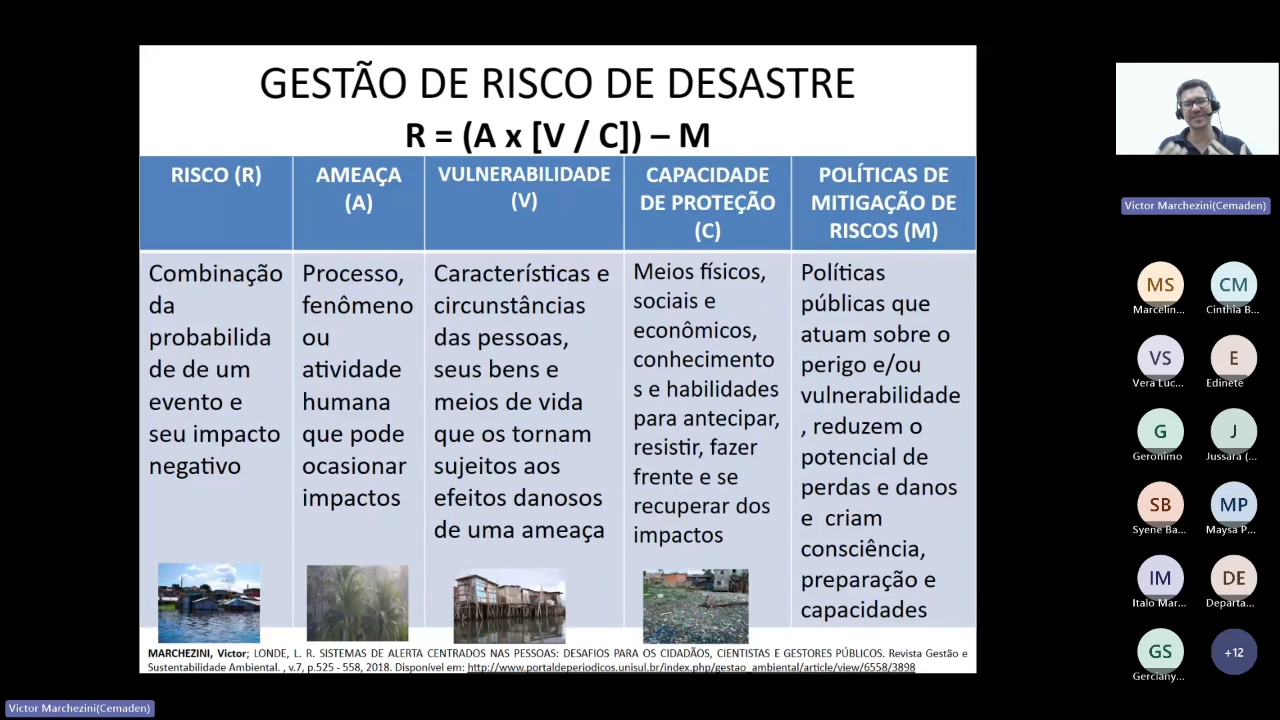 GESTÃO DE RISCO DE DESASTRE
R = (A x [V / C]) – M
RISCO (R)
AMEAÇA
(A)
VULNERABILIDADE
(V)
CAPACIDADE
DE PROTEÇÃO
(C)
POLÍTICAS DE
MITIGAÇÃO DE
RISCOS (M)
Combinação
da
probabilida
de de um
evento e
seu impacto
negativo
Processo,
fenômeno
ou
atividade
humana
que pode
ocasionar
impactos
Características e
circunstâncias
das pessoas,
seus bens e
meios de vida
que os tornam
sujeitos aos
efeitos danosos
de uma ameaça
Meios físicos,
sociais e
econômicos,
conhecimento
s e habilidades
para antecipar,
resistir, fazer
frente e se
recuperar dos
impactos
Políticas
públicas que
atuam sobre o
perigo e/ou
vulnerabilidade
, reduzem o
potencial de
perdas e danos
e criam
consciência,
preparação e
capacidades
MARCHEZINI, Victor; LONDE, L. R. SISTEMAS DE ALERTA CENTRADOS NAS PESSOAS: DESAFIOS PARA OS CIDADÃOS, CIENTISTAS E GESTORES PÚBLICOS. Revista Gestão e
Sustentabilidade Ambiental. , v.7, p.525 - 558, 2018. Disponível em: http://www.portaldeperiodicos.unisul.br/index.php/gestao_ambiental/article/view/6558/3898
Victor Marchezini(Cemaden)
MS
Marcelin...
CM
Cinthia B...
VS
Vera Luc...
E
Edinete
G
Geronimo
J
Jussara (...
SB
Syene Ba...
MP
Maysa P...
IM
Italo Mar...
DE
Departa...
GS
Gerciany...
+12
Victor Marchezini(Cemaden)